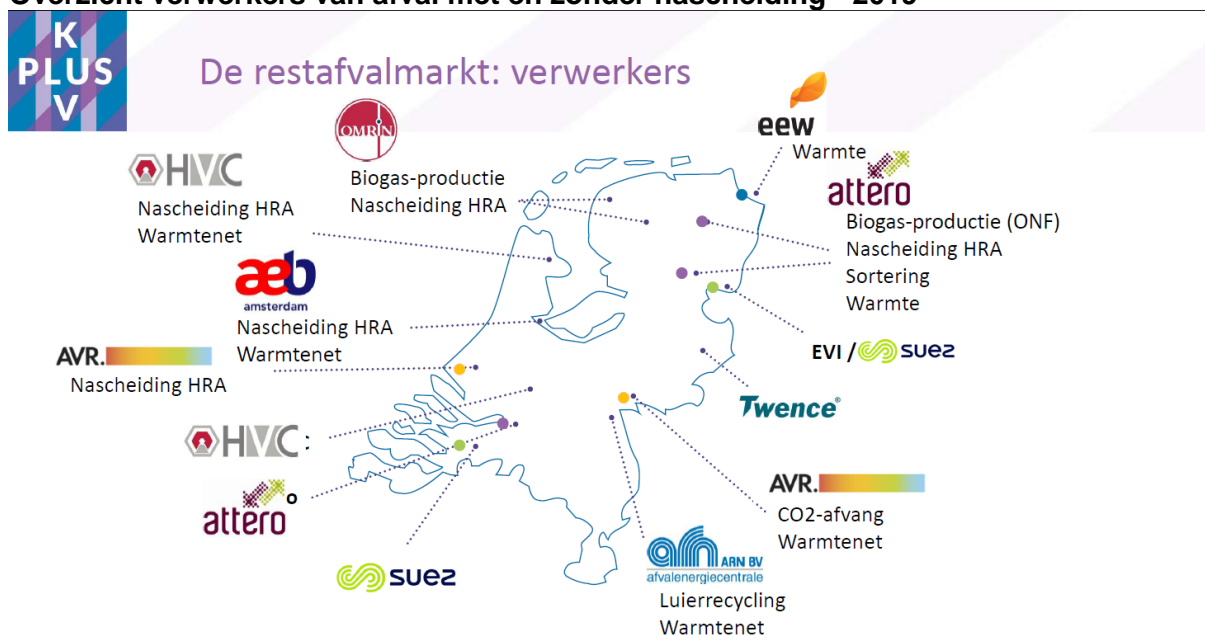 Overzicht verwerkers van afval met en zonder nascheiding - 2019
K
PLUS
V
De restafvalmarkt: verwerkers
OMRIN
Biogas-productie
Nascheiding HRA
eew
Warmte
HVC
Nascheiding HRA
Warmtenet
attero
Biogas-productie (ONF)
Nascheiding HRA
Sortering
Warmte
aeb
amsterdam
Nascheiding HRA
Warmtenet
AVR.
Nascheiding HRA
EVI / suez
Twence®
HVC :
attero o
suez
AVR.
CO2-afvang
Warmtenet
ARN BV
afvalenergiecentrale
Luierrecycling
Warmtenet